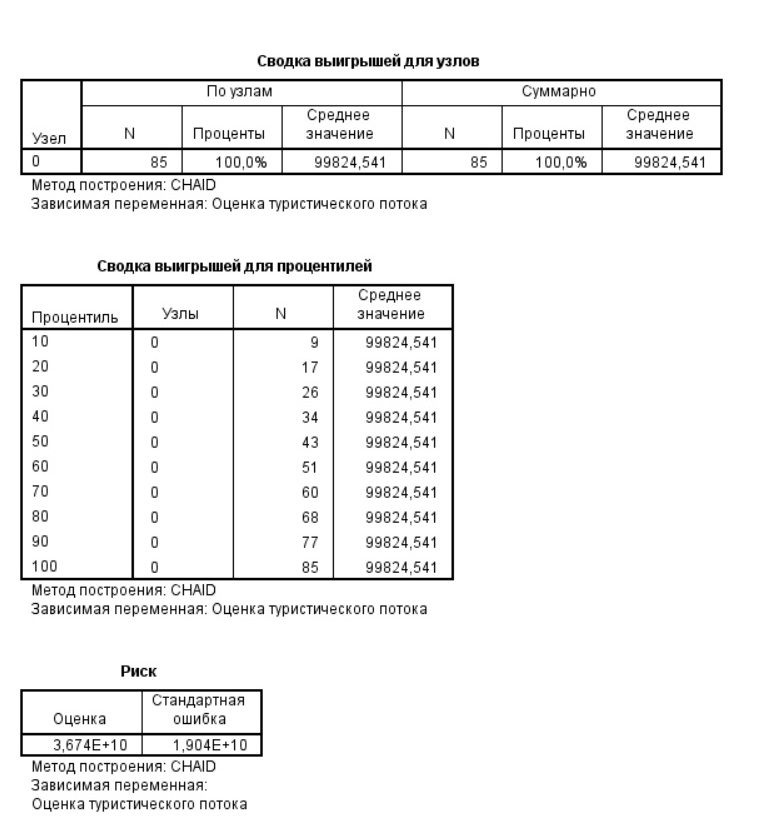 Сводка выигрышей для узлов
Узел По узлам Суммарно
N Проценты Среднее значение N Проценты Среднее значение
0 85 100,0% 99824,541 85 100,0% 99824,541
Метод построения: CHAID
Зависимая переменная: Оценка туристического потока
Сводка выигрышей для процентилей
Процентиль Узлы N Среднее значение
10 0 9 99824,541
20 0 17 99824,541
30 0 26 99824,541
40 0 34 99824,541
50 0 43 99824,541
60 0 51 99824,541
70 0 60 99824,541
80 0 68 99824,541
90 0 77 99824,541
100 0 85 99824,541
Метод построения: CHAID
Зависимая переменная: Оценка туристического потока
Риск
Оценка Стандартная ошибка
3,674E+10 1,904E+10
Метод построения: CHAID
Зависимая переменная:
Оценка туристического потока